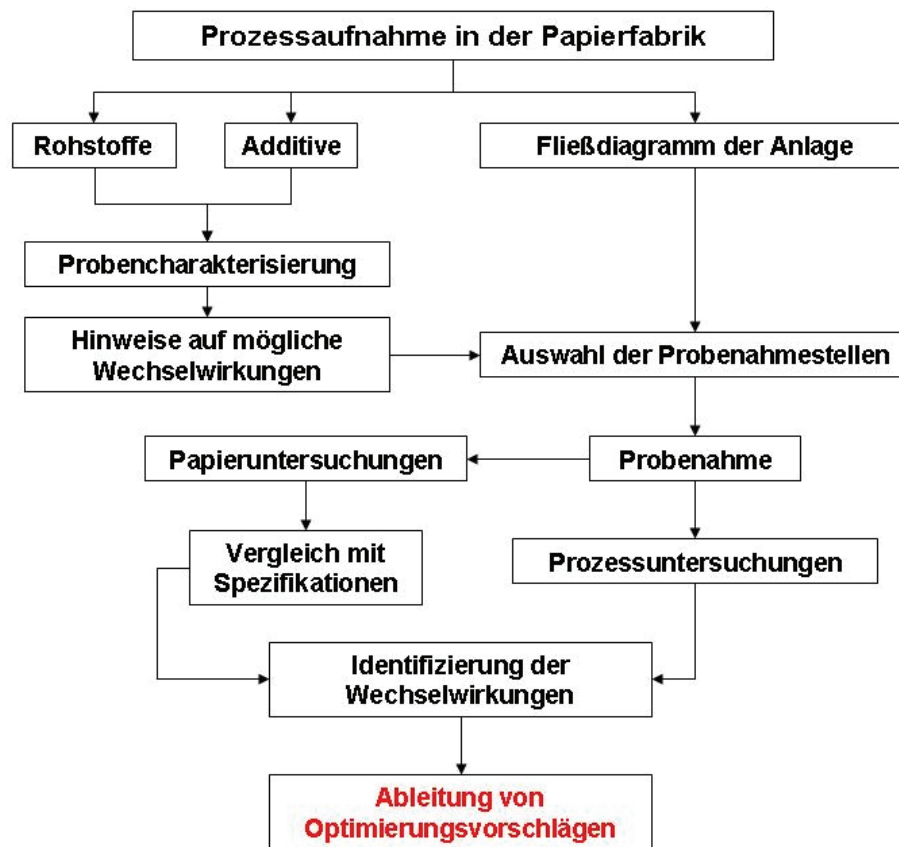 Prozessaufnahme in der Papierfabrik
Rohstoffe
Additive
Fließdiagramm der Anlage
Probencharakterisierung
Hinweise auf mögliche
Wechselwirkungen
Auswahl der Probenahmestellen
Papieruntersuchungen
Probenahme
Vergleich mit
Spezifikationen
Prozessuntersuchungen
Identifizierung der
Wechselwirkungen
Ableitung von
Optimierungsvorschlägen